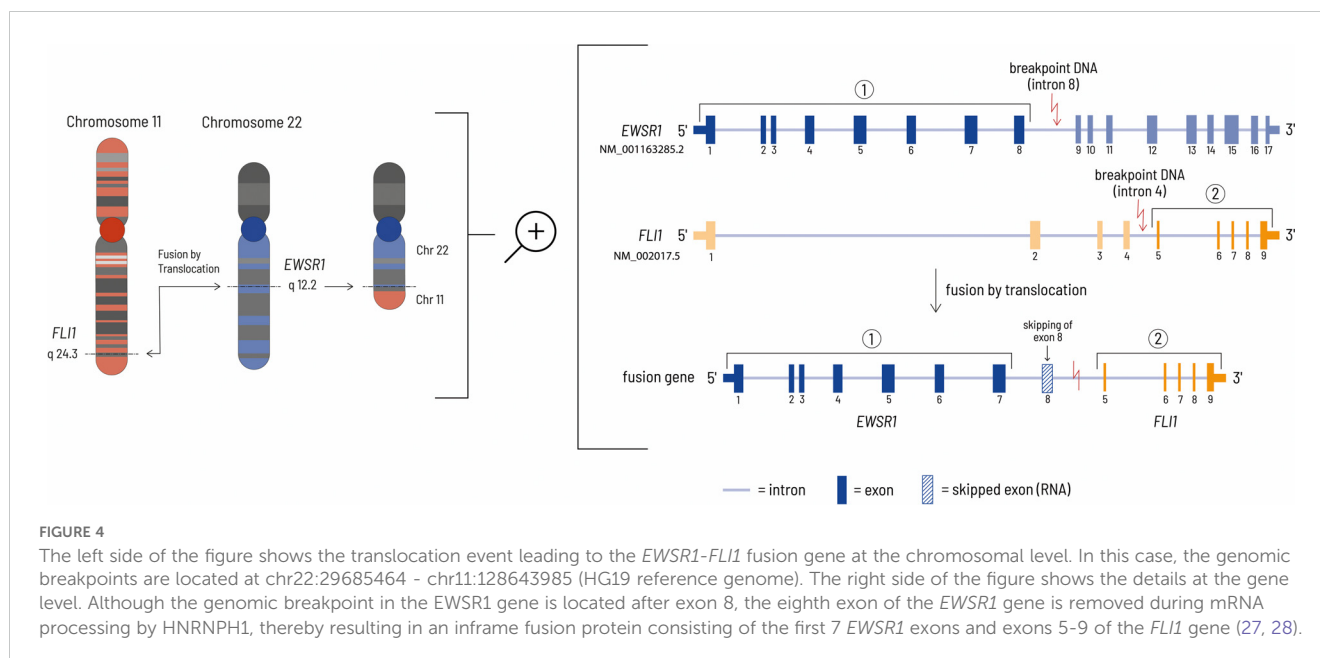 Chromosome 11
Chromosome 22
Fusion by
Translocation
EWSR1
q 12.2
Chr 22
Chr 11
FLI1
q 24.3
breakpoint DNA
(intron 8)
①
EWSR1 5' 3'
NM_001163285.2
1 2 3 4 5 6 7 8 9 10 11 12 13 14 15 16 17
breakpoint DNA
(intron 4)
②
FLI1 5' 3'
NM_002017.5
1 2 3 4 5 6 7 8 9
fusion by translocation
skipping of
exon 8
① ②
fusion gene 5' 3'
1 2 3 4 5 6 7 8 5 6 7 8 9
EWSR1 FLI1
= intron = exon = skipped exon (RNA)
FIGURE 4
The left side of the figure shows the translocation event leading to the EWSR1-FLI1 fusion gene at the chromosomal level. In this case, the genomic
breakpoints are located at chr22:29685464 - chr11:128643985 (HG19 reference genome). The right side of the figure shows the details at the gene
level. Although the genomic breakpoint in the EWSR1 gene is located after exon 8, the eighth exon of the EWSR1 gene is removed during mRNA
processing by HNRNPH1, thereby resulting in an inframe fusion protein consisting of the first 7 EWSR1 exons and exons 5-9 of the FLI1 gene (27, 28).